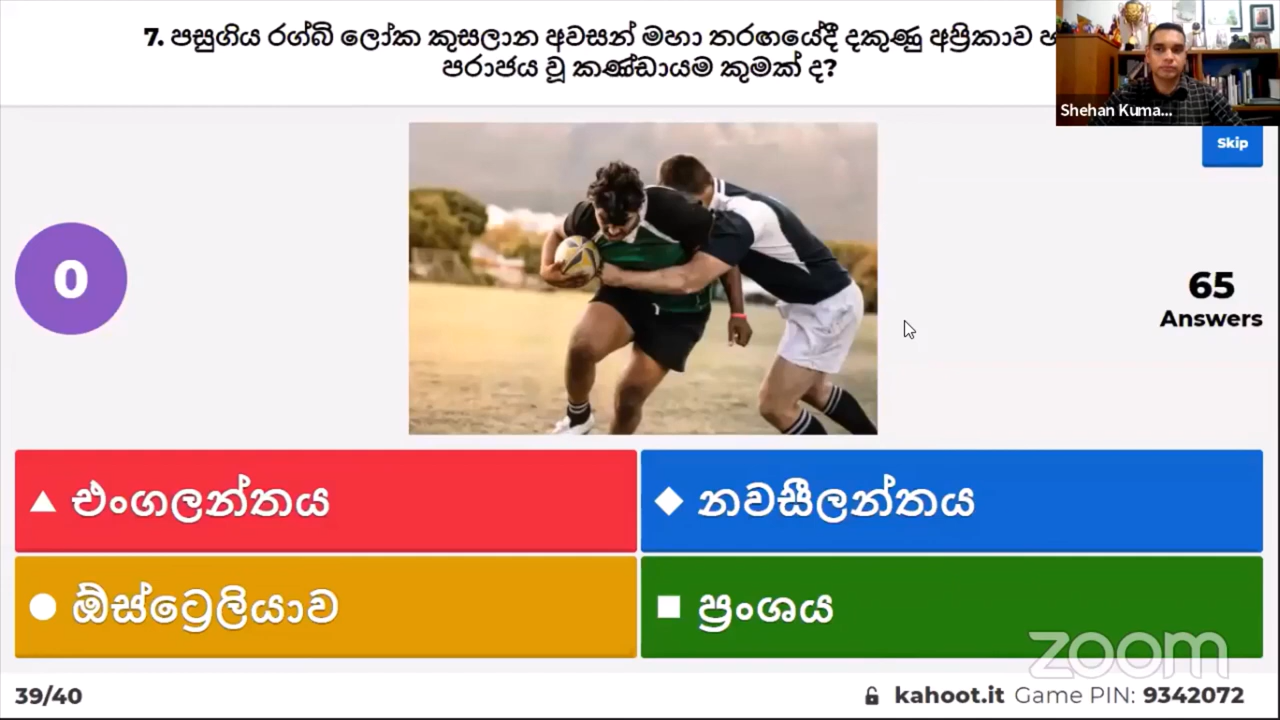 7. පසුගිය රග්බි ලෝක කුසලාන අවසන් මහා තරඟයේදී දකුණු අප්‍රිකාව
පරාජය වූ කණ්ඩායම කුමක් ද?
Shehan Kuma...
Skip
0
65
Answers
එංගලන්තය
නවසීලන්තය
ඕස්ට්‍රෙලියාව
ප්‍රංශය
zoom
39/40
kahoot.it Game PIN: 9342072